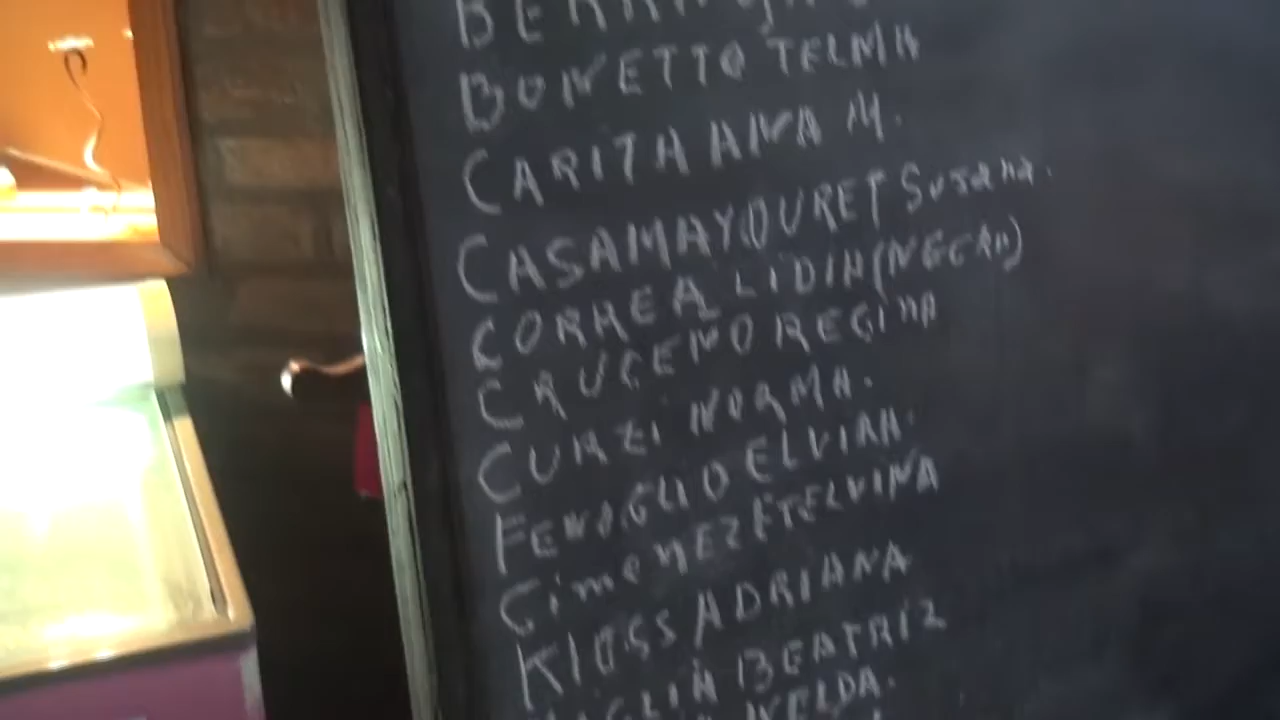 BONETTO TELMA
CARITA ANA M.
CASAMAYOURET Susana.
CORREA LIDIA (NEGRA)
CRUCENO REGINA
CURZI NORMA.
FENOGLIO ELVIRA.
GimeNEZ ETELVINA
KLOSS ADRIANA
BEATRIZ
NELDA.